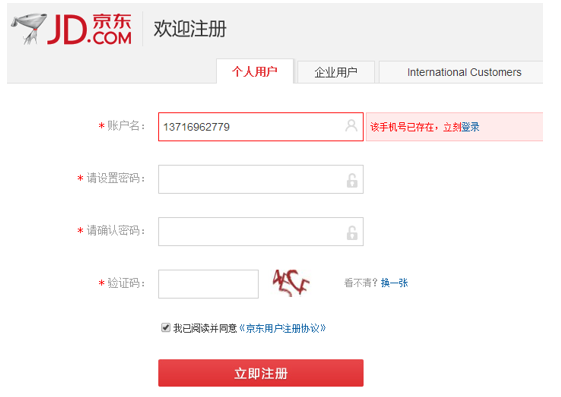 JD 京东 .COM 欢迎注册
个人用户 企业用户 International Customers
* 账户名： 13716962779 该手机号已存在，立刻登录
* 请设置密码：
* 请确认密码：
* 验证码： 看不清？换一张
我已阅读并同意《京东用户注册协议》
立即注册